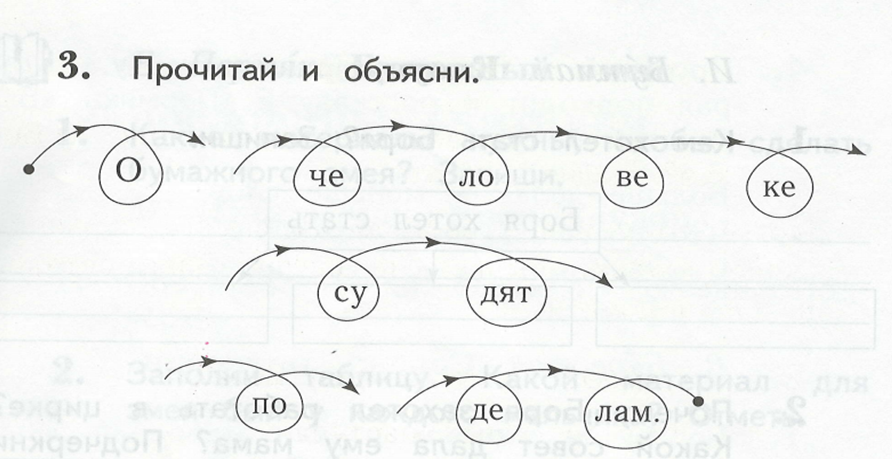 3. Прочитай и объясни.
О че ло ве ке
су дят
по де лам.